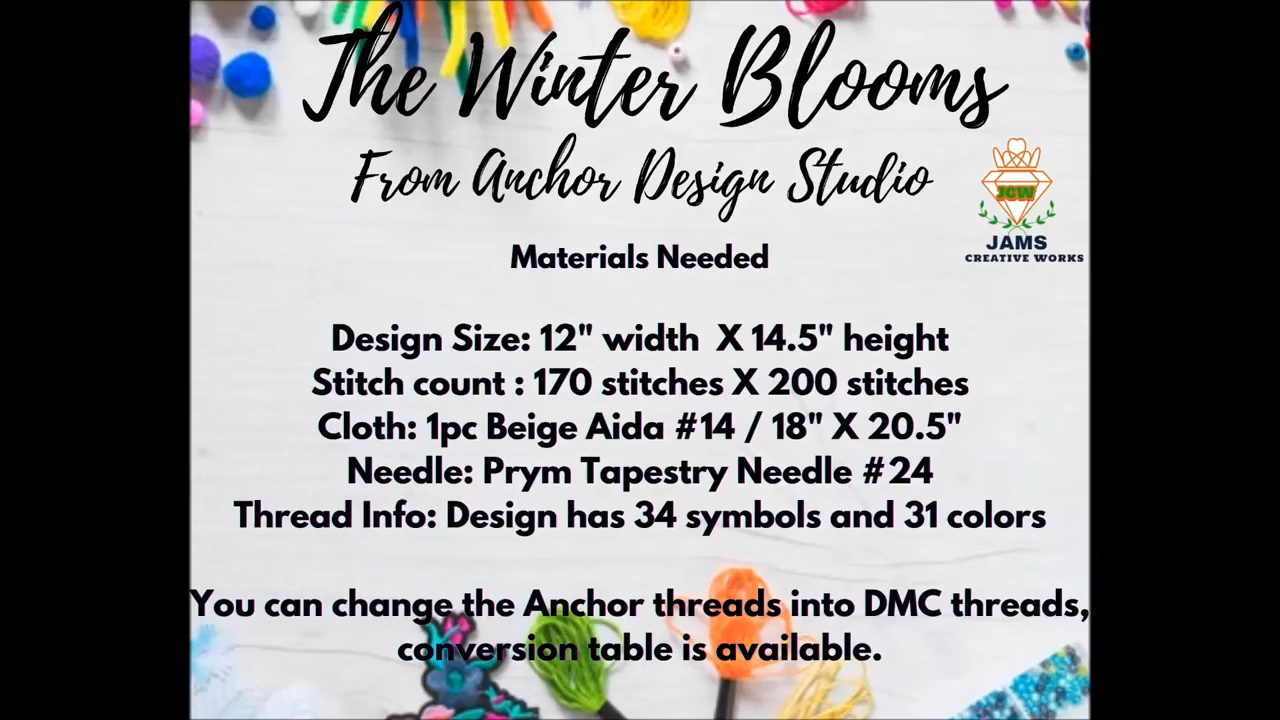 The Winter Blooms
From Anchor Design Studio
JCW
JAMS
CREATIVE WORKS
Materials Needed
Design Size: 12" width X 14.5" height
Stitch count : 170 stitches X 200 stitches
Cloth: 1pc Beige Aida #14 / 18" X 20.5"
Needle: Prym Tapestry Needle #24
Thread Info: Design has 34 symbols and 31 colors
You can change the Anchor threads into DMC threads,
conversion table is available.